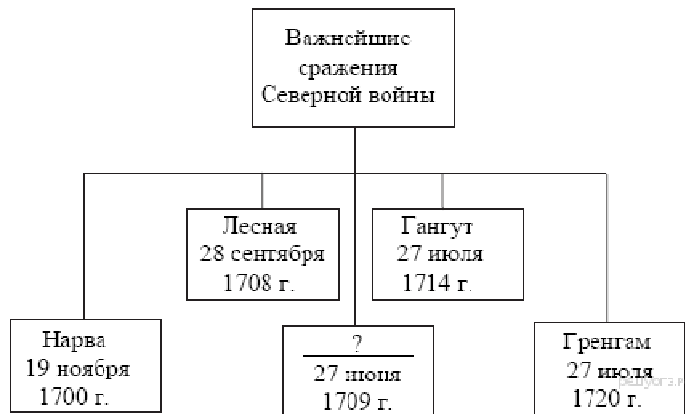 Важнейшие
сражения
Северной войны
Лесная
28 сентября
1708 г.
Гангут
27 июля
1714 г.
Нарва
19 ноября
1700 г.
?
27 июня
1709 г.
Гренгам
27 июля
1720 г.